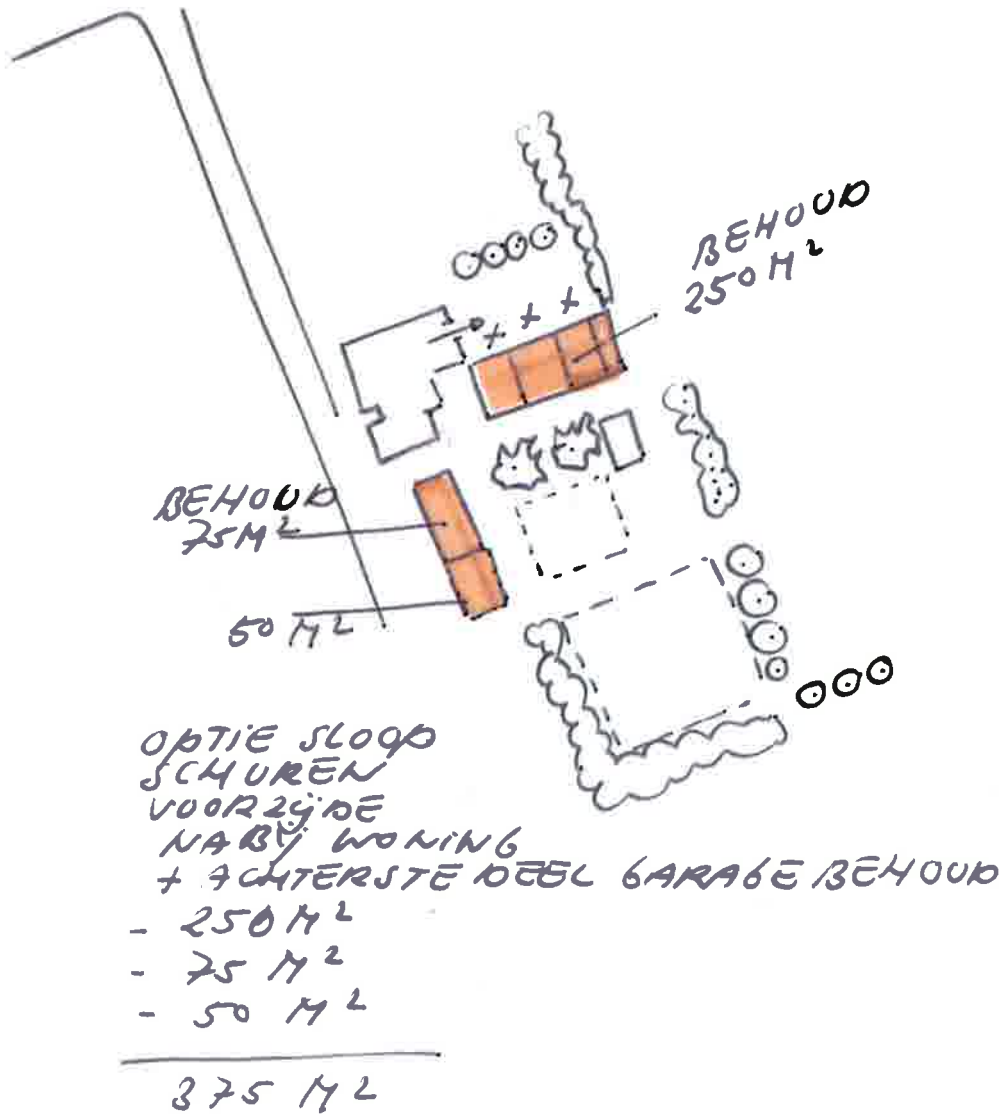 BEHOUD
250 M²
BEHOUD
75 M²
50 M²
OPTIE SLOOP
SCHUREN
VOORZIJDE
NABIJ WONING
+ ACHTERSTE DEEL GARAGE BEHOUD
- 250 M²
- 75 M²
- 50 M²
375 M²